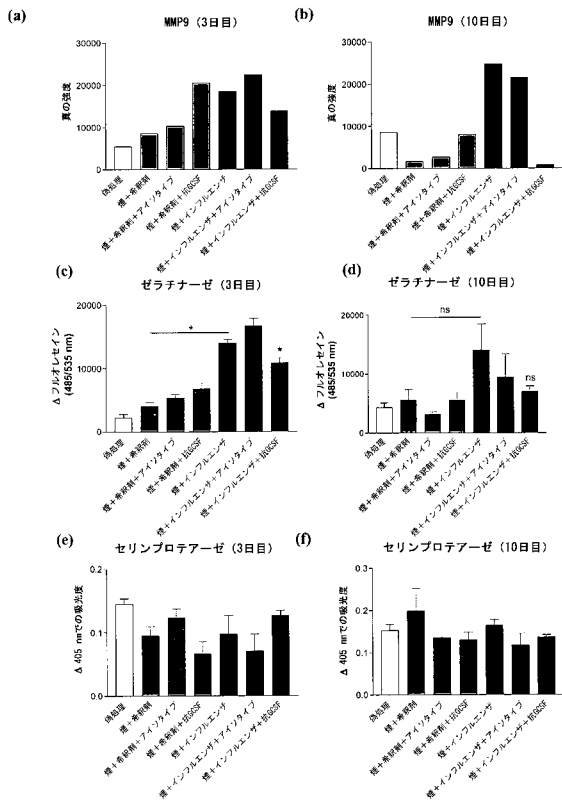 (a)
MMP9 (3日目)
真の強度
30000
20000
10000
0
偽処理
煙+希釈剤
煙+希釈剤+アイソタイプ
煙+希釈剤+抗GCSF
煙+インフルエンザ
煙+インフルエンザ+アイソタイプ
煙+インフルエンザ+抗GCSF
(b)
MMP9 (10日目)
真の強度
30000
20000
10000
0
偽処理
煙+希釈剤
煙+希釈剤+アイソタイプ
煙+希釈剤+抗GCSF
煙+インフルエンザ
煙+インフルエンザ+アイソタイプ
煙+インフルエンザ+抗GCSF
(c)
ゼラチナーゼ (3日目)
Δ フルオレセイン
(485/535 nm)
20000
10000
0
*
*
偽処理
煙+希釈剤
煙+希釈剤+アイソタイプ
煙+希釈剤+抗GCSF
煙+インフルエンザ
煙+インフルエンザ+アイソタイプ
煙+インフルエンザ+抗GCSF
(d)
ゼラチナーゼ (10日目)
Δ フルオレセイン
(485/535 nm)
20000
10000
0
ns
ns
偽処理
煙+希釈剤
煙+希釈剤+アイソタイプ
煙+希釈剤+抗GCSF
煙+インフルエンザ
煙+インフルエンザ+アイソタイプ
煙+インフルエンザ+抗GCSF
(e)
セリンプロテアーゼ (3日目)
Δ 405 nmでの吸光度
0.2
0.1
0.0
偽処理
煙+希釈剤
煙+希釈剤+アイソタイプ
煙+希釈剤+抗GCSF
煙+インフルエンザ
煙+インフルエンザ+アイソタイプ
煙+インフルエンザ+抗GCSF
(f)
セリンプロテアーゼ (10日目)
Δ 405 nmでの吸光度
0.3
0.2
0.1
0.0
偽処理
煙+希釈剤
煙+希釈剤+アイソタイプ
煙+希釈剤+抗GCSF
煙+インフルエンザ
煙+インフルエンザ+アイソタイプ
煙+インフルエンザ+抗GCSF